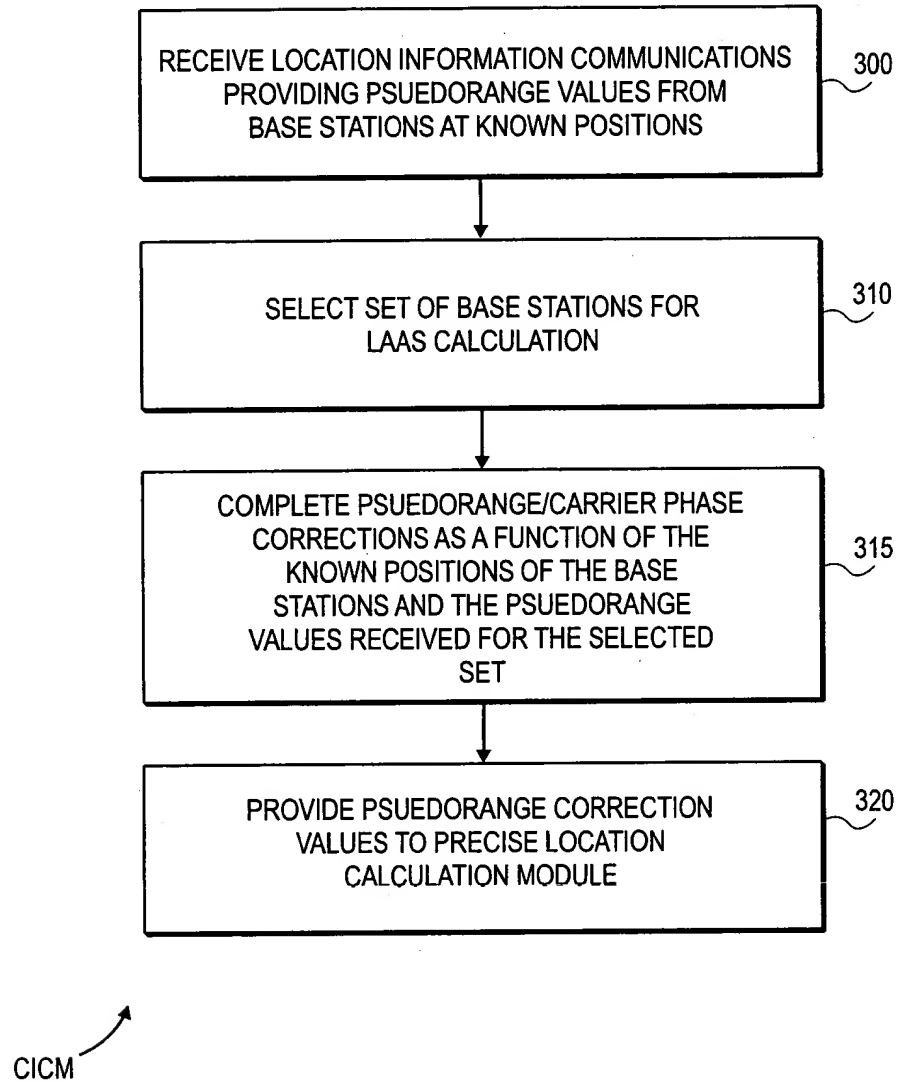 RECEIVE LOCATION INFORMATION COMMUNICATIONS
PROVIDING PSUEDORANGE VALUES FROM
BASE STATIONS AT KNOWN POSITIONS
300
SELECT SET OF BASE STATIONS FOR
LAAS CALCULATION
310
COMPLETE PSUEDORANGE/CARRIER PHASE
CORRECTIONS AS A FUNCTION OF THE
KNOWN POSITIONS OF THE BASE
STATIONS AND THE PSUEDORANGE
VALUES RECEIVED FOR THE SELECTED
SET
315
PROVIDE PSUEDORANGE CORRECTION
VALUES TO PRECISE LOCATION
CALCULATION MODULE
320
CICM